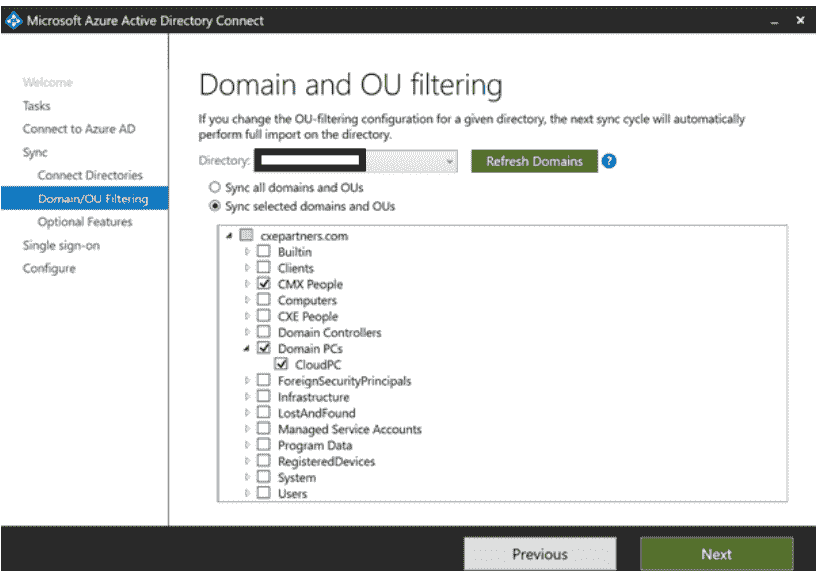 Microsoft Azure Active Directory Connect
Welcome
Tasks
Connect to Azure AD
Sync
Connect Directories
Domain/OU Filtering
Optional Features
Single sign-on
Configure
Domain and OU filtering
If you change the OU-filtering configuration for a given directory, the next sync cycle will automatically
perform full import on the directory.
Directory:
Refresh Domains ?
Sync all domains and OUs
Sync selected domains and OUs
cxepartners.com
Builtin
Clients
CMX People
Computers
CXE People
Domain Controllers
Domain PCs
CloudPC
ForeignSecurityPrincipals
Infrastructure
LostAndFound
Managed Service Accounts
Program Data
RegisteredDevices
System
Users
Previous
Next